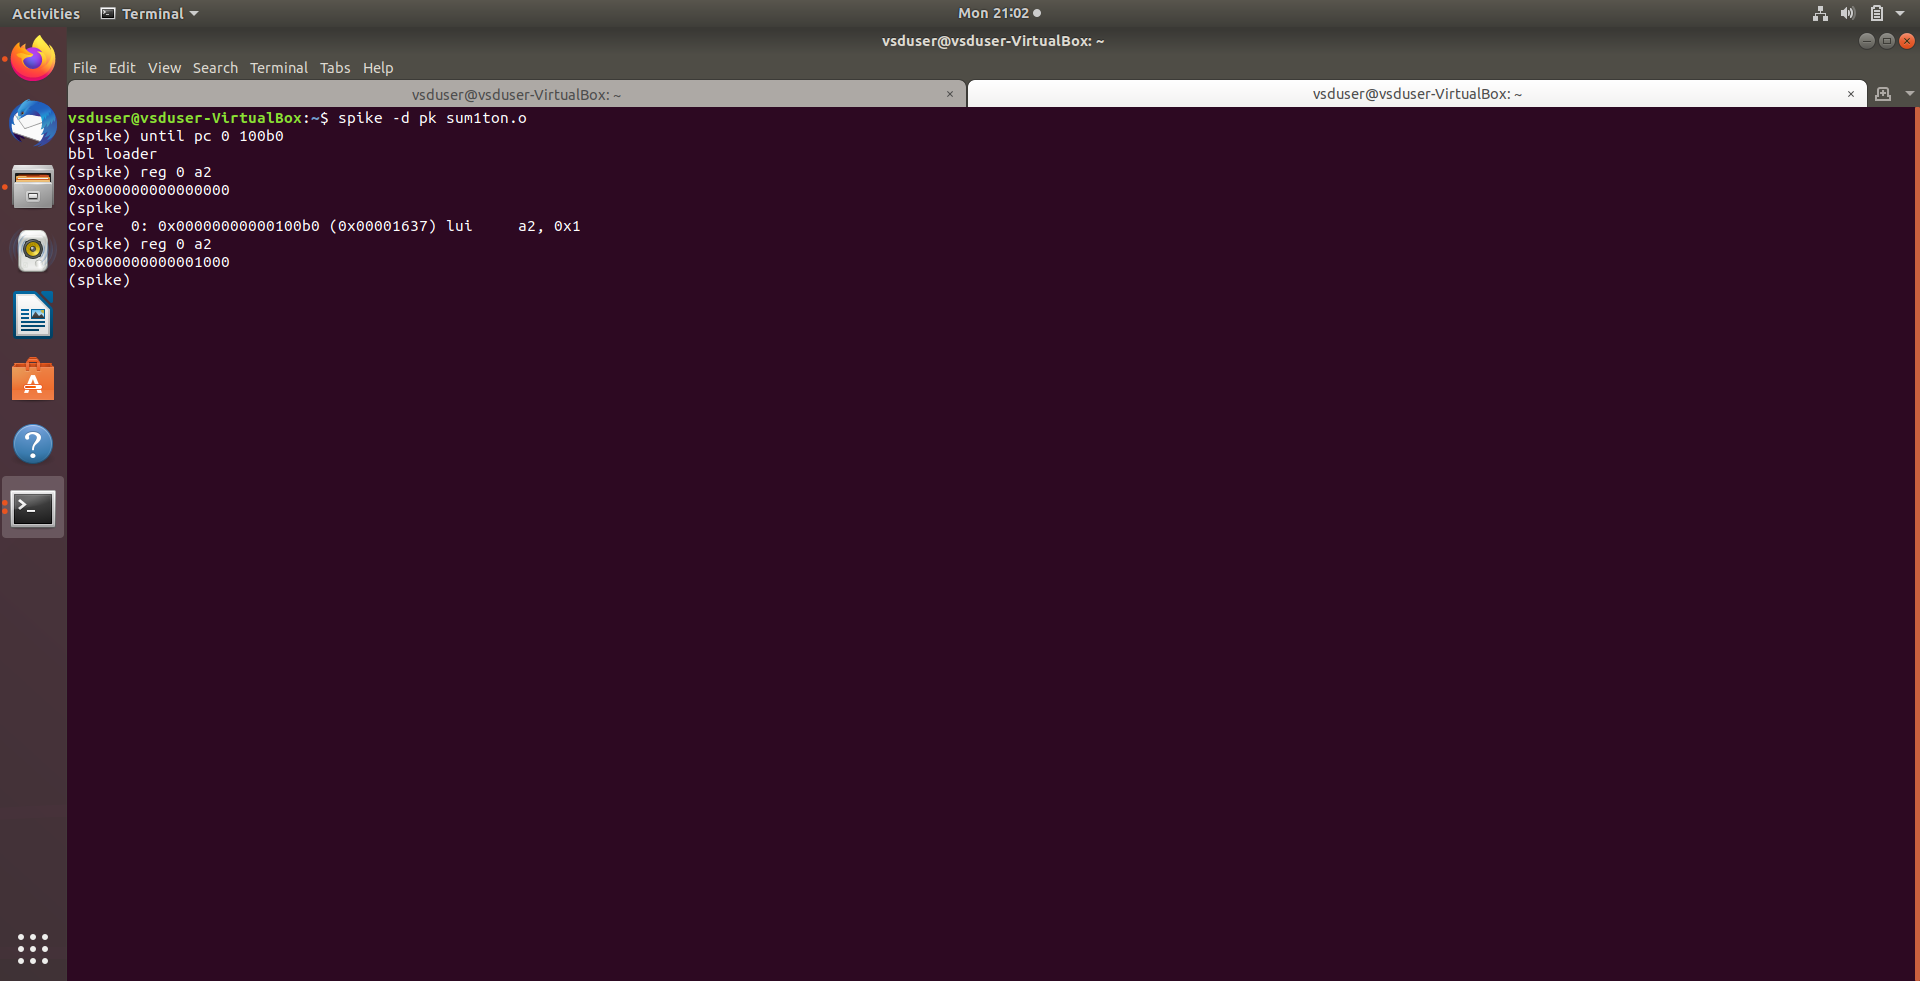 Activities Terminal Mon 21:02
vsduser@vsduser-VirtualBox: ~
File Edit View Search Terminal Tabs Help
vsduser@vsduser-VirtualBox: ~ × vsduser@vsduser-VirtualBox: ~ ×
vsduser@vsduser-VirtualBox:~$ spike -d pk sum1ton.o
(spike) until pc 0 100b0
bbl loader
(spike) reg 0 a2
0x0000000000000000
(spike)
core   0: 0x00000000000100b0 (0x00001637) lui     a2, 0x1
(spike) reg 0 a2
0x0000000000001000
(spike)